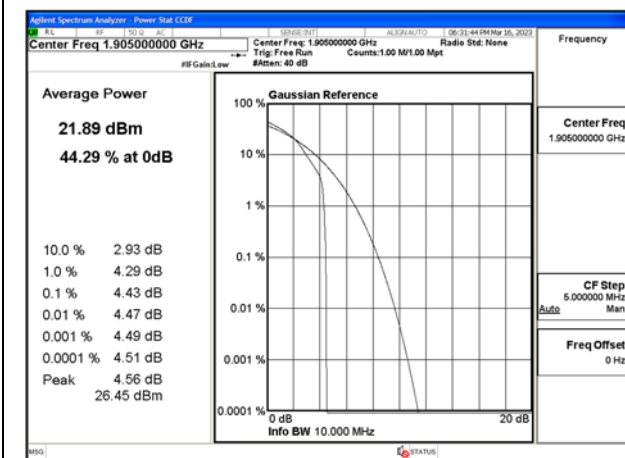 Agilent Spectrum Analyzer - Power Stat CCDF
RL RF 50 Ω AC SENSE:INT ALIGN AUTO 06:31:44 PM Mar 16, 2023
Center Freq 1.905000000 GHz
Center Freq: 1.905000000 GHz Radio Std: None
Trig: Free Run Counts:1.00 M/1.00 Mpt
#IFGain:Low #Atten: 40 dB
Frequency
Average Power
21.89 dBm
44.29 % at 0dB
10.0 % 2.93 dB
1.0 % 4.29 dB
0.1 % 4.43 dB
0.01 % 4.47 dB
0.001 % 4.49 dB
0.0001 % 4.51 dB
Peak 4.56 dB
26.45 dBm
Gaussian Reference
100 %
10 %
1 %
0.1 %
0.01 %
0.001 %
0.0001 %
0 dB 20 dB
Info BW 10.000 MHz
Center Freq
1.905000000 GHz
CF Step
5.000000 MHz
Auto Man
Freq Offset
0 Hz
MSG STATUS